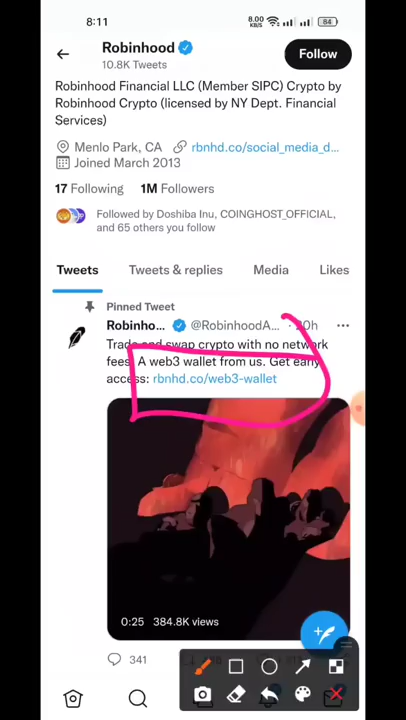 8:11
8.00
KB/S
84
Robinhood
10.8K Tweets
Follow
Robinhood Financial LLC (Member SIPC) Crypto by
Robinhood Crypto (licensed by NY Dept. Financial
Services)
Menlo Park, CA
rbnhd.co/social_media_d...
Joined March 2013
17 Following 1M Followers
Followed by Doshiba Inu, COINGHOST_OFFICIAL,
and 65 others you follow
Tweets
Tweets & replies
Media
Likes
Pinned Tweet
Robinho... @RobinhoodA... · 20h
Trade and swap crypto with no network
fees. A web3 wallet from us. Get early
access: rbnhd.co/web3-wallet
0:25 384.8K views
341